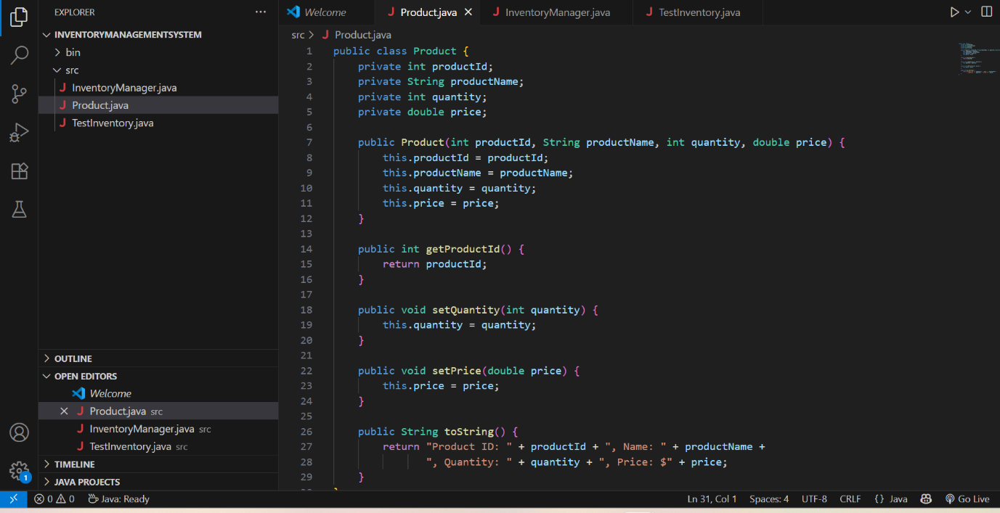 EXPLORER
INVENTORYMANAGEMENTSYSTEM
bin
src
J InventoryManager.java
J Product.java
J TestInventory.java
OUTLINE
OPEN EDITORS
Welcome
J Product.java src
J InventoryManager.java src
J TestInventory.java src
TIMELINE
JAVA PROJECTS
1
Welcome
J Product.java
J InventoryManager.java
J TestInventory.java
src > J Product.java
1 public class Product {
2     private int productId;
3     private String productName;
4     private int quantity;
5     private double price;
6
7     public Product(int productId, String productName, int quantity, double price) {
8         this.productId = productId;
9         this.productName = productName;
10         this.quantity = quantity;
11         this.price = price;
12     }
13
14     public int getProductId() {
15         return productId;
16     }
17
18     public void setQuantity(int quantity) {
19         this.quantity = quantity;
20     }
21
22     public void setPrice(double price) {
23         this.price = price;
24     }
25
26     public String toString() {
27         return "Product ID: " + productId + ", Name: " + productName +
28                 ", Quantity: " + quantity + ", Price: $" + price;
29     }
0 0 Java: Ready
Ln 31, Col 1 Spaces: 4 UTF-8 CRLF {} Java Go Live